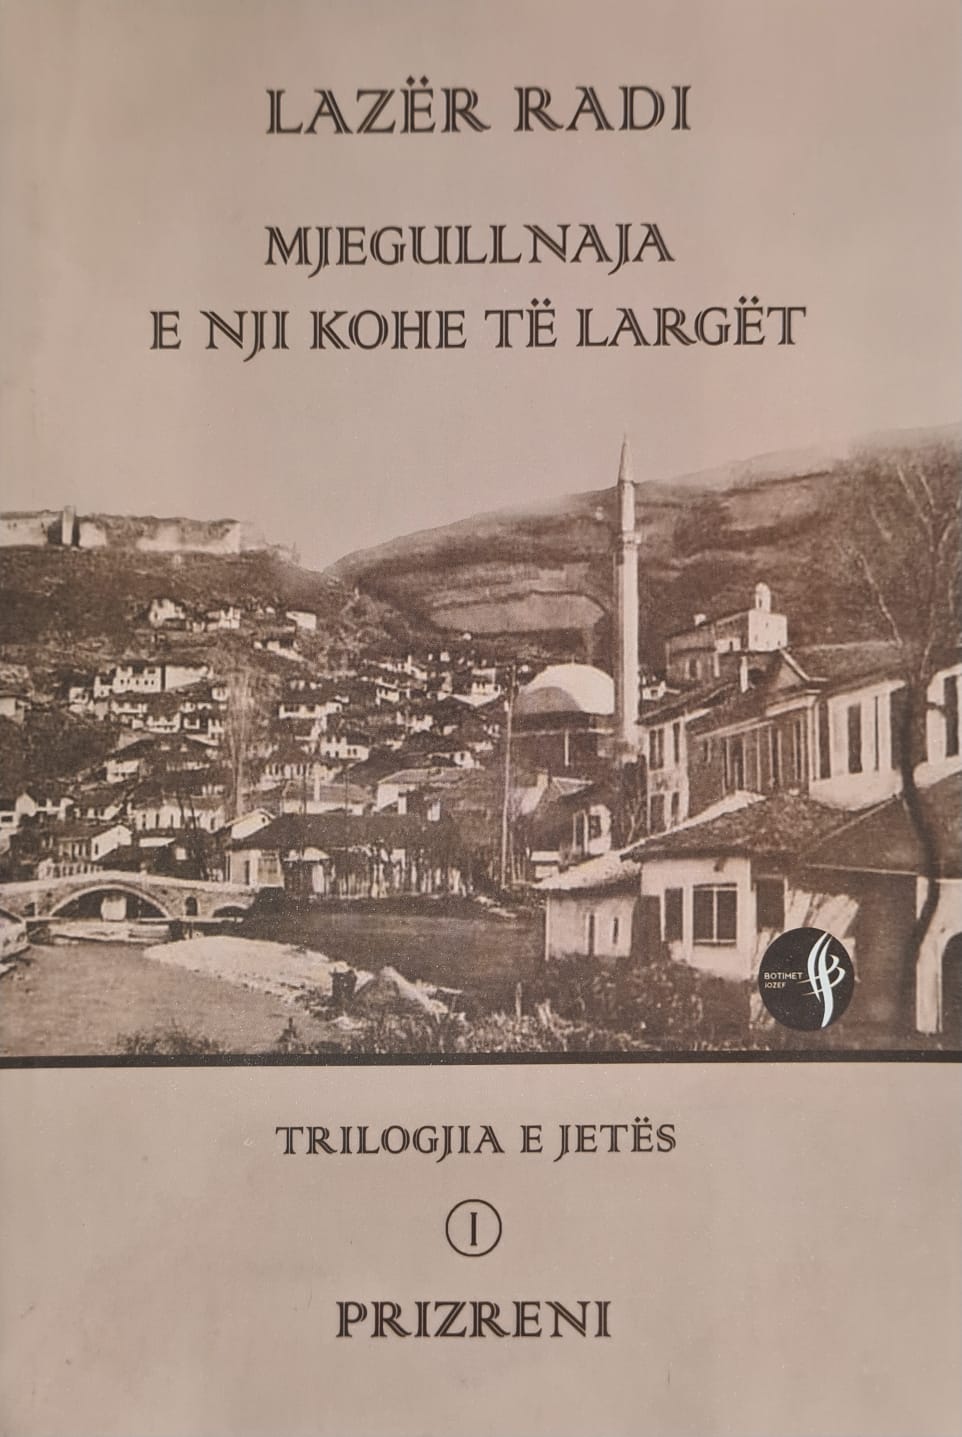 LAZËR RADI
MJEGULLNAJA
E NJI KOHE TË LARGËT
BOTIMET
JOZEF
TRILOGJIA E JETËS
I
PRIZRENI